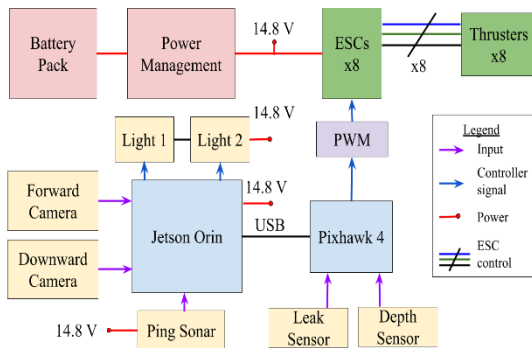 Battery
Pack
Power
Management
14.8 V
ESCs
x8
x8
Thrusters
x8
Light 1
Light 2
14.8 V
PWM
Legend
Input
Controller
signal
Power
ESC
control
Forward
Camera
Downward
Camera
Jetson Orin
14.8 V
USB
Pixhawk 4
14.8 V
Ping Sonar
Leak
Sensor
Depth
Sensor